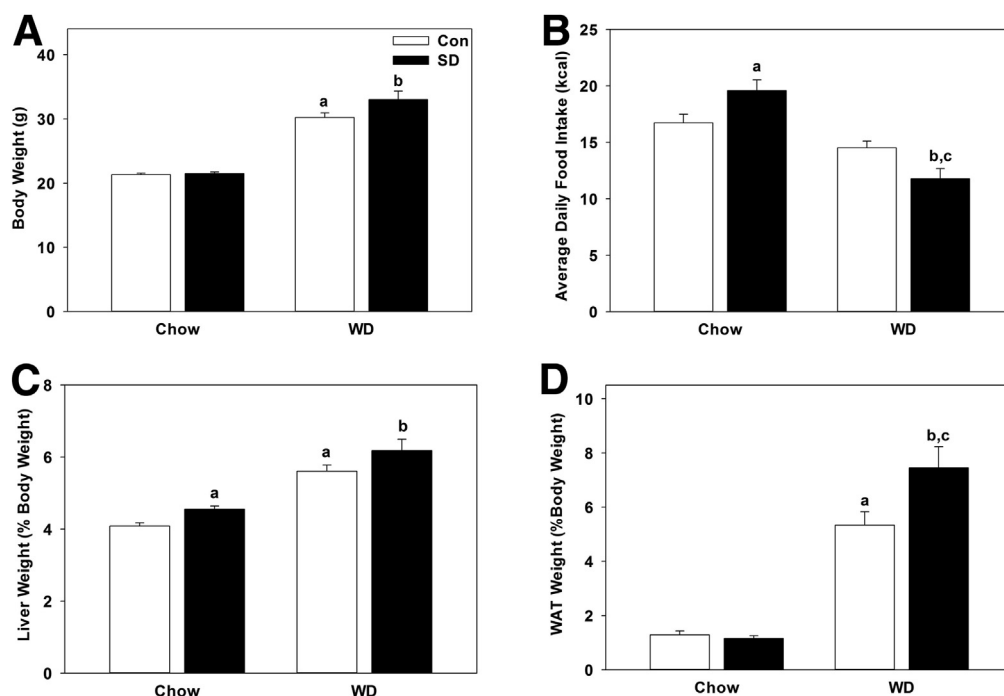 A
Body Weight (g)
40
30
20
10
0
Con
SD
a
b
Chow
WD
B
Average Daily Food Intake (kcal)
25
20
15
10
5
0
a
b,c
Chow
WD
C
Liver Weight (% Body Weight)
8
6
4
2
0
a
a
b
Chow
WD
D
WAT Weight (%Body Weight)
10
8
6
4
2
0
a
b,c
Chow
WD